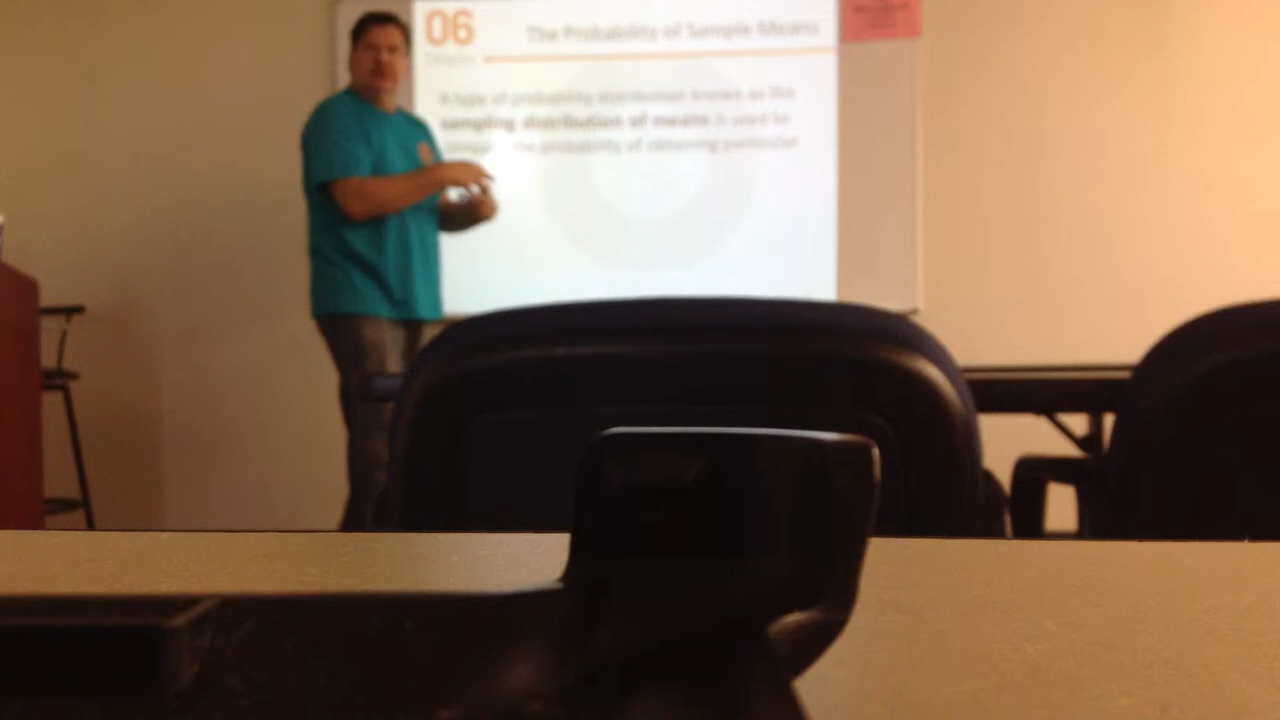 06
The Probability of Sample Means
Chapter
A type of probability distribution known as the
sampling distribution of means is used to
the probability of obtaining particular